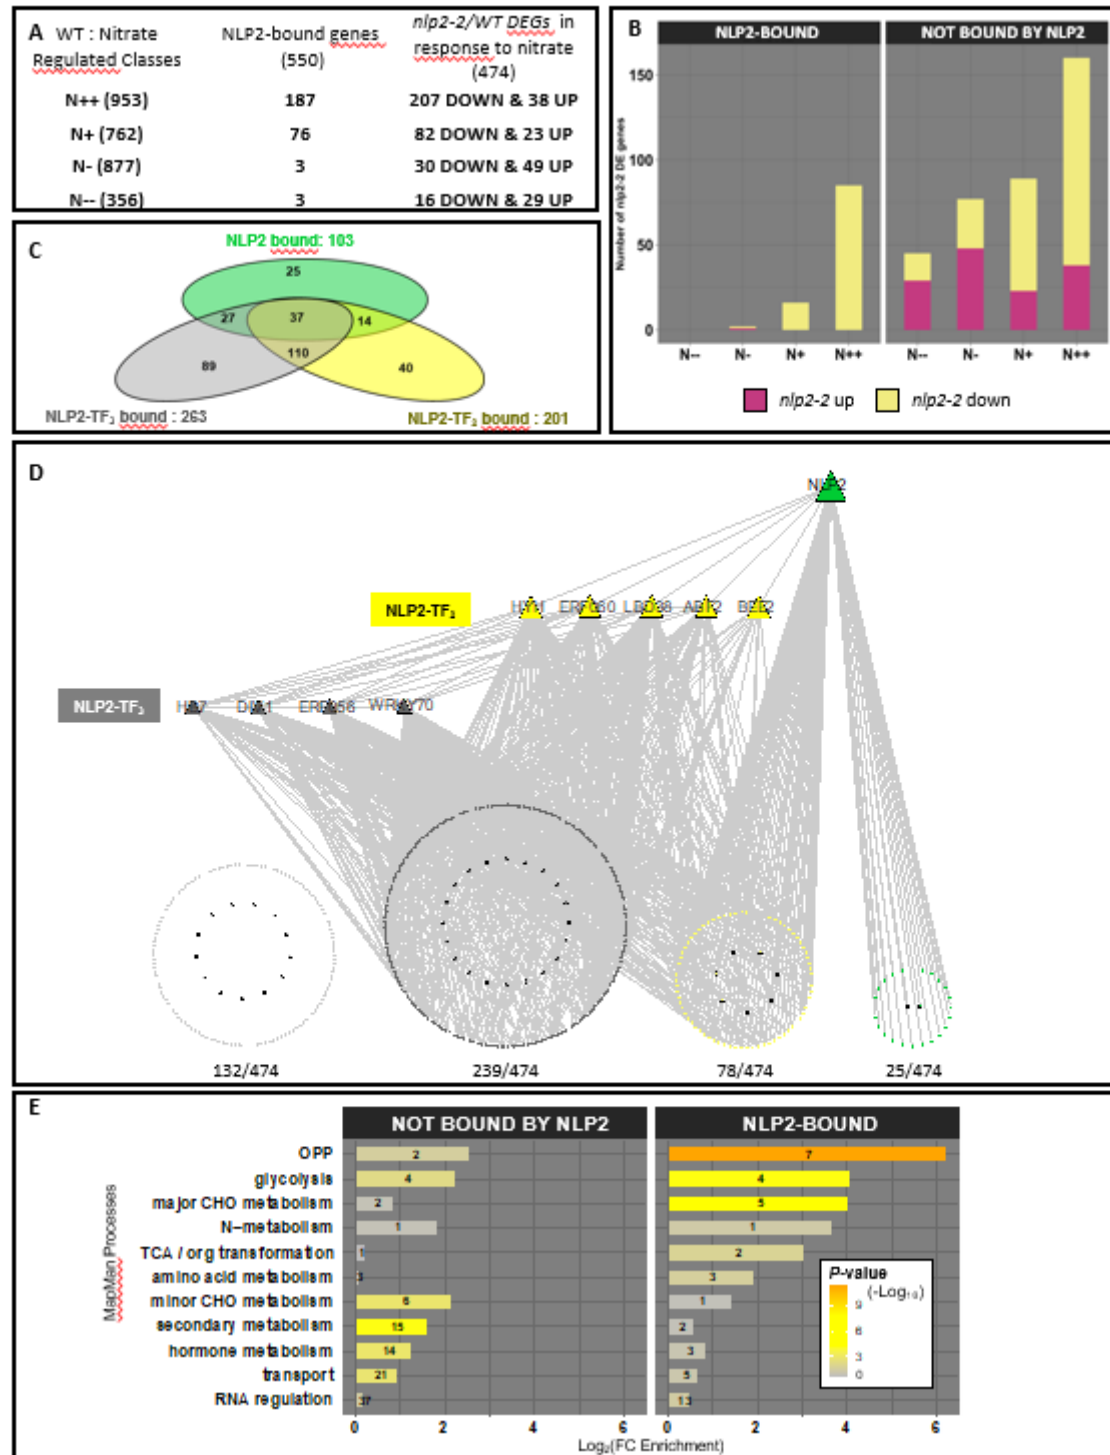 A
WT : Nitrate Regulated Classes
NLP2-bound genes (550)
nlp2-2/WT DEGs in response to nitrate (474)
N++ (953) 187 207 DOWN & 38 UP
N+ (762) 76 82 DOWN & 23 UP
N- (877) 3 30 DOWN & 49 UP
N-- (356) 3 16 DOWN & 29 UP
B
NLP2-BOUND NOT BOUND BY NLP2
Number of nlp2-2 DE genes
150
100
50
0
N-- N- N+ N++ N-- N- N+ N++
nlp2-2 up nlp2-2 down
C
NLP2 bound: 103
25
27 37 14
89 110 40
NLP2-TF₃ bound : 263
NLP2-TF₂ bound : 201
D
NLP2
NLP2-TF₂
LBD38
NLP2-TF₃
WRKY70
132/474 239/474 78/474 25/474
E
NOT BOUND BY NLP2 NLP2-BOUND
MapMan Processes
OPP 2 7
glycolysis 4 4
major CHO metabolism 2 5
N–metabolism 1 1
TCA / org transformation 1 2
amino acid metabolism 3 3
minor CHO metabolism 6 1
secondary metabolism 15 2
hormone metabolism 14 3
transport 21 5
RNA regulation 37 13
P-value
(-Log₁₀)
9
6
3
0
0 2 4 6 0 2 4 6
Log₂(FC Enrichment)